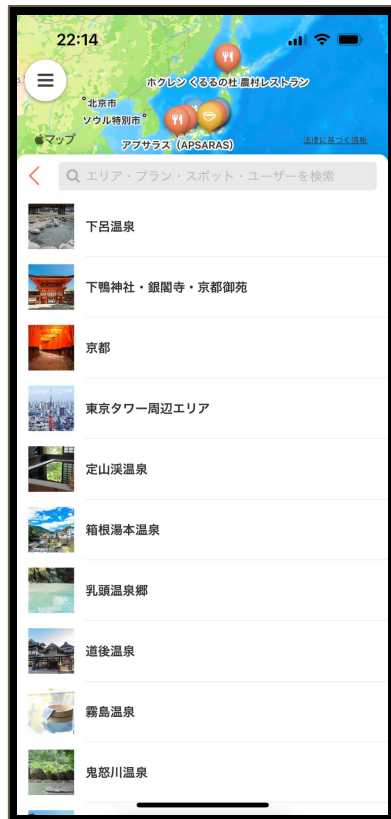 22:14
ホクレン くるるの杜 農村レストラン
北京市
ソウル特別市
マップ
アプサラス（APSARAS）
法律に基づく情報
エリア・プラン・スポット・ユーザーを検索
下呂温泉
下鴨神社・銀閣寺・京都御苑
京都
東京タワー周辺エリア
定山渓温泉
箱根湯本温泉
乳頭温泉郷
道後温泉
霧島温泉
鬼怒川温泉